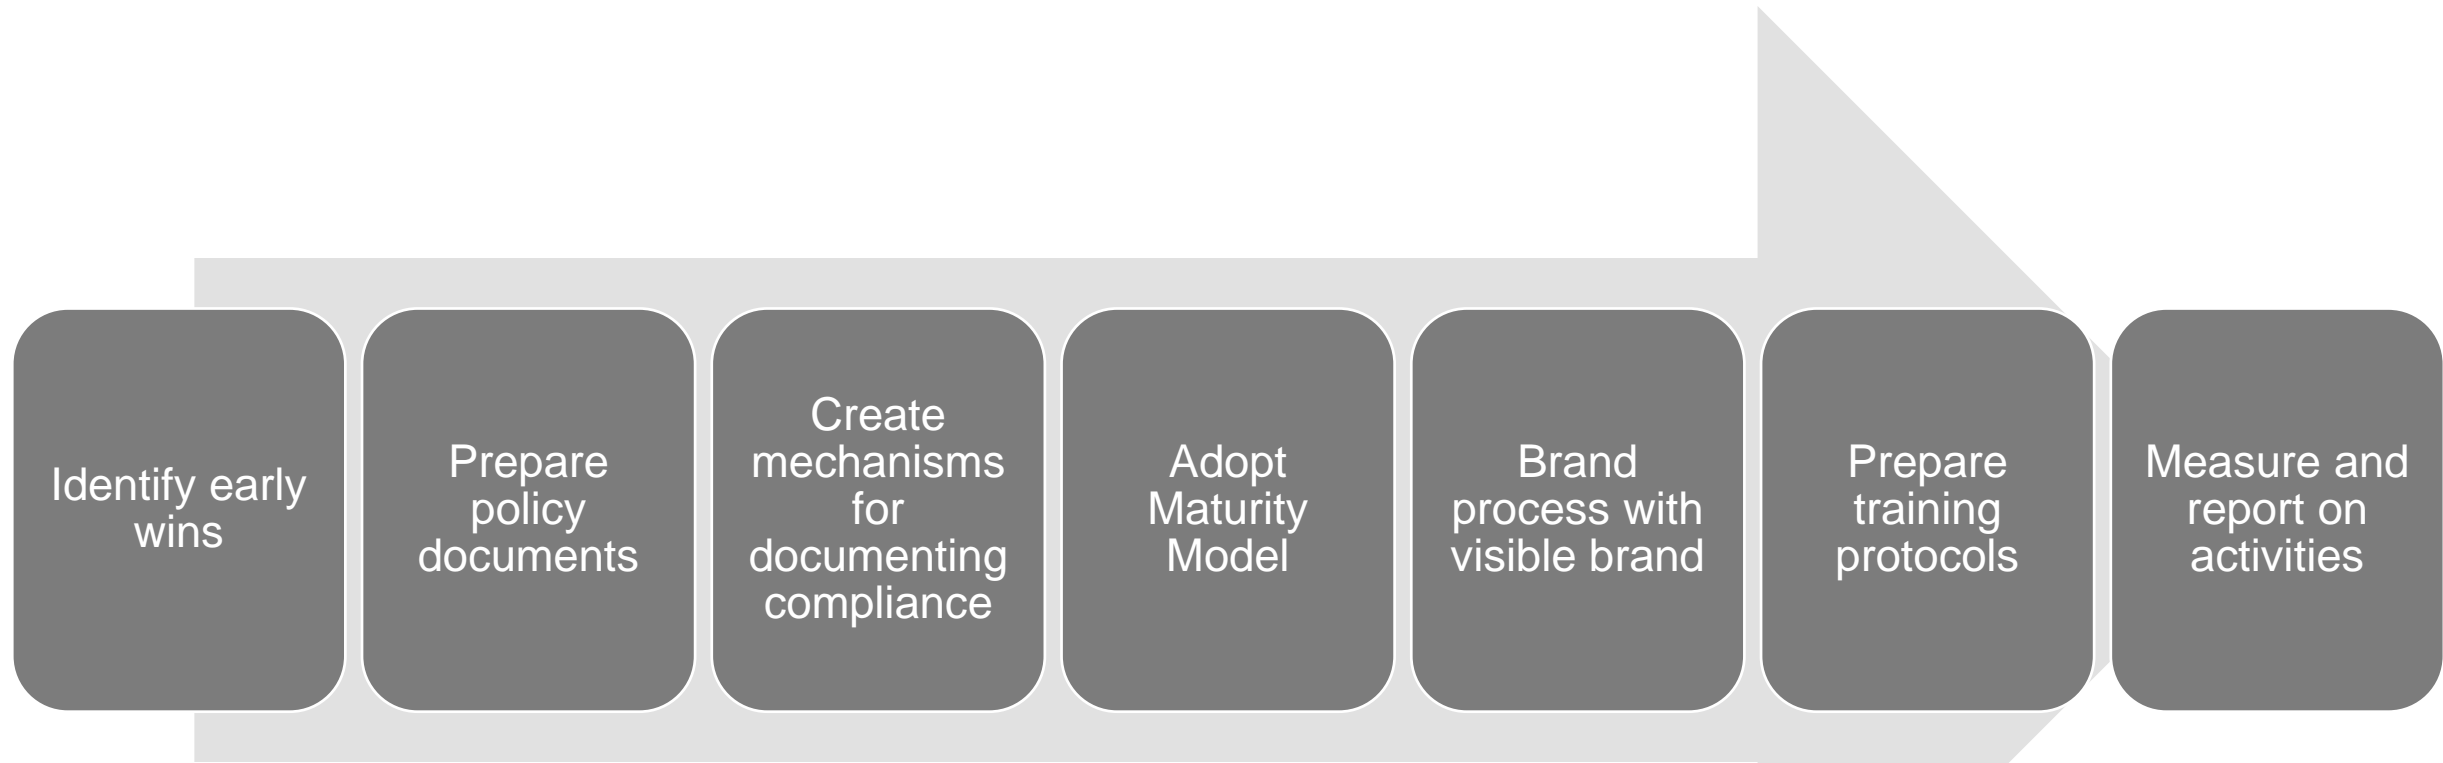 Identify early
wins
Prepare
policy
documents
Create
mechanisms
for
documenting
compliance
Adopt
Maturity
Model
Brand
process with
visible brand
Prepare
training
protocols
Measure and
report on
activities